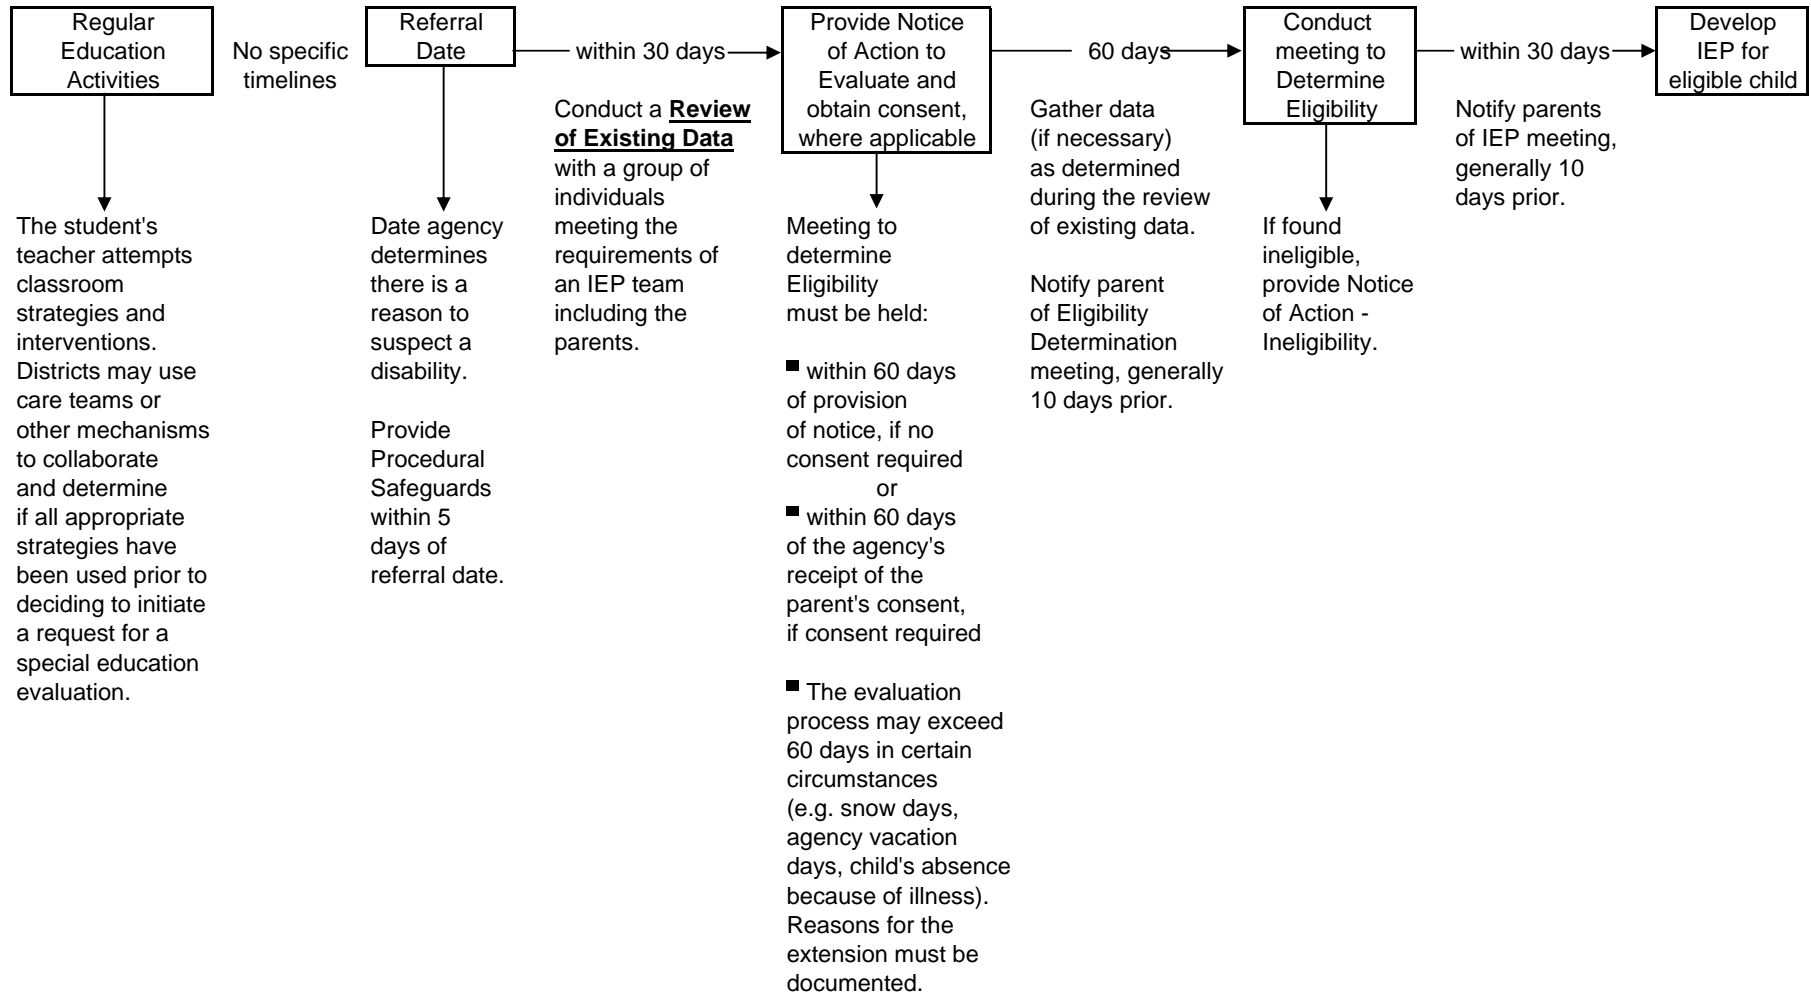 Regular
Education
Activities
No specific
timelines
Referral
Date
within 30 days
Provide Notice
of Action to
Evaluate and
obtain consent,
where applicable
60 days
Conduct
meeting to
Determine
Eligibility
within 30 days
Develop
IEP for
eligible child
The student's
teacher attempts
classroom
strategies and
interventions.
Districts may use
care teams or
other mechanisms
to collaborate
and determine
if all appropriate
strategies have
been used prior to
deciding to initiate
a request for a
special education
evaluation.
Date agency
determines
there is a
reason to
suspect a
disability.
Provide
Procedural
Safeguards
within 5
days of
referral date.
Conduct a Review
of Existing Data
with a group of
individuals
meeting the
requirements of
an IEP team
including the
parents.
Meeting to
determine
Eligibility
must be held:
▪ within 60 days
of provision
of notice, if no
consent required
or
▪ within 60 days
of the agency's
receipt of the
parent's consent,
if consent required
▪ The evaluation
process may exceed
60 days in certain
circumstances
(e.g. snow days,
agency vacation
days, child's absence
because of illness).
Reasons for the
extension must be
documented.
Gather data
(if necessary)
as determined
during the review
of existing data.
Notify parent
of Eligibility
Determination
meeting, generally
10 days prior.
If found
ineligible,
provide Notice
of Action -
Ineligibility.
Notify parents
of IEP meeting,
generally 10
days prior.